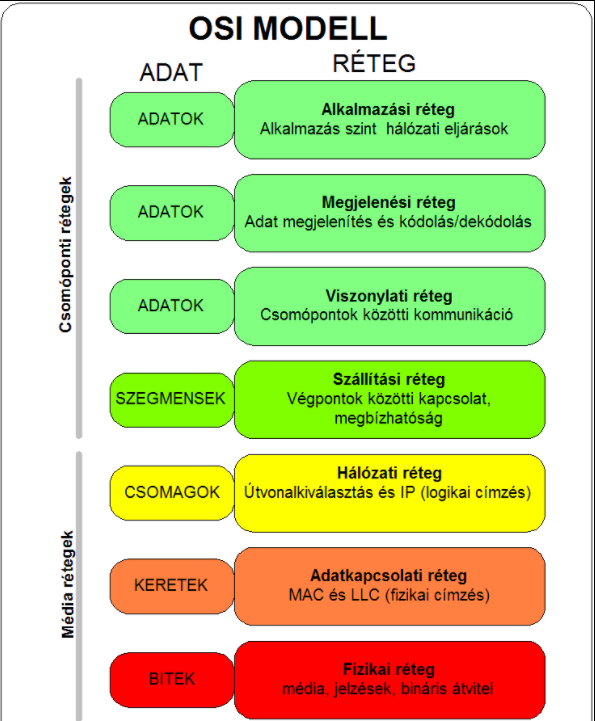 OSI MODELL
ADAT
RÉTEG
Csomóponti rétegek
ADATOK
Alkalmazási réteg
Alkalmazás szint hálózati eljárások
ADATOK
Megjelenési réteg
Adat megjelenítés és kódolás/dekódolás
ADATOK
Viszonylati réteg
Csomópontok közötti kommunikáció
SZEGMENSEK
Szállítási réteg
Végpontok közötti kapcsolat,
megbízhatóság
Média rétegek
CSOMAGOK
Hálózati réteg
Útvonalkiválasztás és IP (logikai címzés)
KERETEK
Adatkapcsolati réteg
MAC és LLC (fizikai címzés)
BITEK
Fizikai réteg
média, jelzések, bináris átvitel